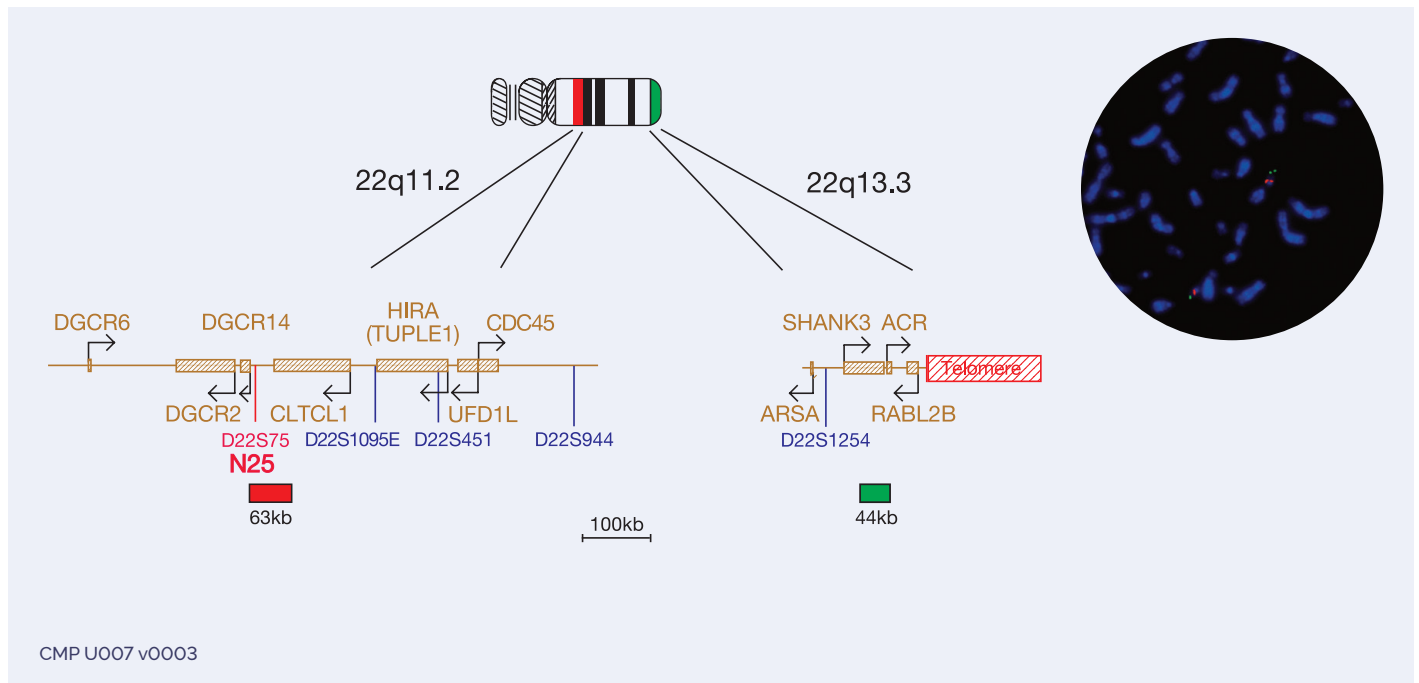 22q11.2
22q13.3
DGCR6
DGCR14
HIRA
(TUPLE1)
CDC45
SHANK3
ACR
Telomere
DGCR2
CLTCL1
UFD1L
ARSA
RABL2B
D22S75
D22S1095E
D22S451
D22S944
D22S1254
N25
63kb
100kb
44kb
CMP U007 v0003